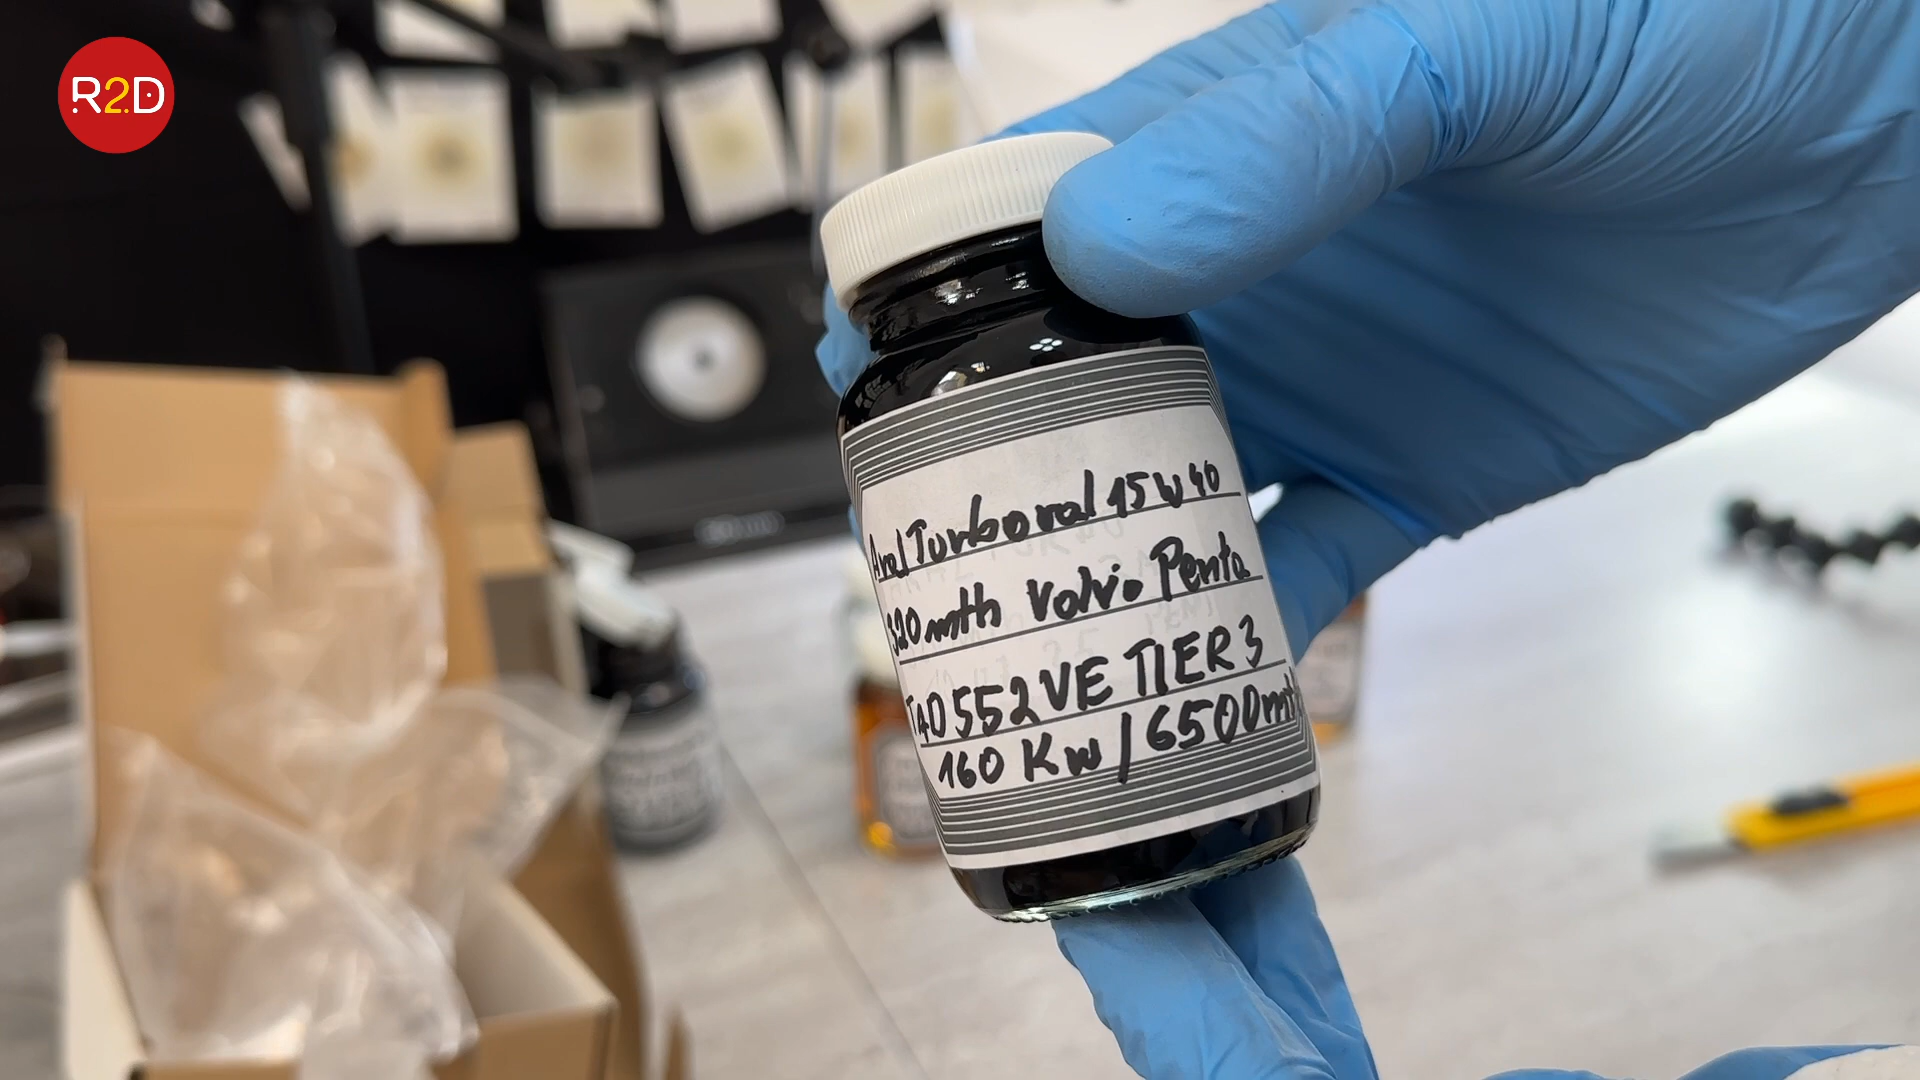 R2D
Aral Turboral 15W40
320 mth Volvo Penta
TAD 552 VE TIER 3
160 Kw / 6500 mth